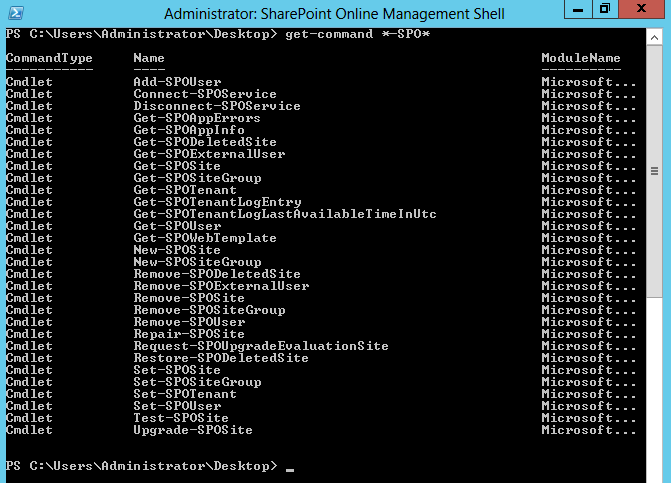 Administrator: SharePoint Online Management Shell
PS C:\Users\Administrator\Desktop> get-command *-SPO*
CommandType Name ModuleName
----------- ---- ----------
Cmdlet Add-SPOUser Microsoft...
Cmdlet Connect-SPOService Microsoft...
Cmdlet Disconnect-SPOService Microsoft...
Cmdlet Get-SPOAppErrors Microsoft...
Cmdlet Get-SPOAppInfo Microsoft...
Cmdlet Get-SPODeletedSite Microsoft...
Cmdlet Get-SPOExternalUser Microsoft...
Cmdlet Get-SPOSite Microsoft...
Cmdlet Get-SPOSiteGroup Microsoft...
Cmdlet Get-SPOTenant Microsoft...
Cmdlet Get-SPOTenantLogEntry Microsoft...
Cmdlet Get-SPOTenantLogLastAvailableTimeInUtc Microsoft...
Cmdlet Get-SPOUser Microsoft...
Cmdlet Get-SPOWebTemplate Microsoft...
Cmdlet New-SPOSite Microsoft...
Cmdlet New-SPOSiteGroup Microsoft...
Cmdlet Remove-SPODeletedSite Microsoft...
Cmdlet Remove-SPOExternalUser Microsoft...
Cmdlet Remove-SPOSite Microsoft...
Cmdlet Remove-SPOSiteGroup Microsoft...
Cmdlet Remove-SPOUser Microsoft...
Cmdlet Repair-SPOSite Microsoft...
Cmdlet Request-SPOUpgradeEvaluationSite Microsoft...
Cmdlet Restore-SPODeletedSite Microsoft...
Cmdlet Set-SPOSite Microsoft...
Cmdlet Set-SPOSiteGroup Microsoft...
Cmdlet Set-SPOTenant Microsoft...
Cmdlet Set-SPOUser Microsoft...
Cmdlet Test-SPOSite Microsoft...
Cmdlet Upgrade-SPOSite Microsoft...
PS C:\Users\Administrator\Desktop> _